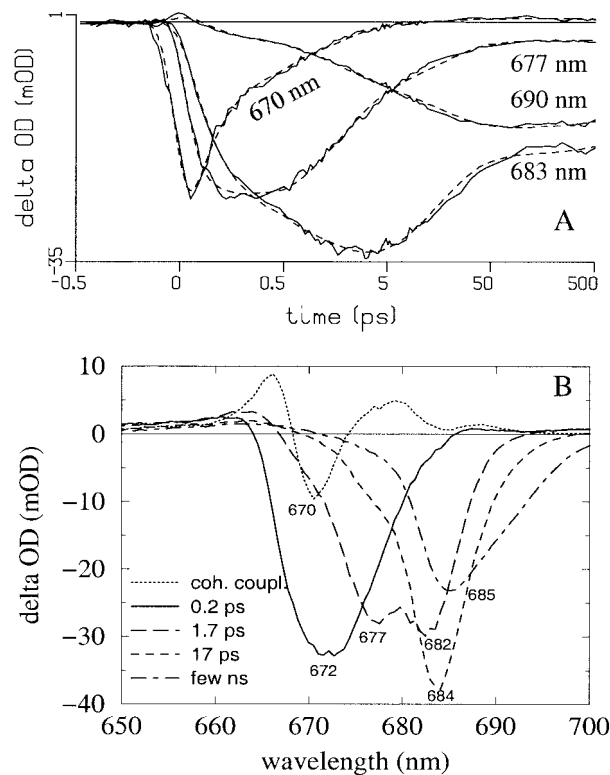 1
delta OD (mOD)
-35
670 nm
677 nm
690 nm
683 nm
A
-0.5 0 0.5 5 50 500
time (ps)
B
10
0
-10
-20
-30
-40
delta OD (mOD)
670
672
677
682
684
685
coh. coupl.
0.2 ps
1.7 ps
17 ps
few ns
650 660 670 680 690 700
wavelength (nm)